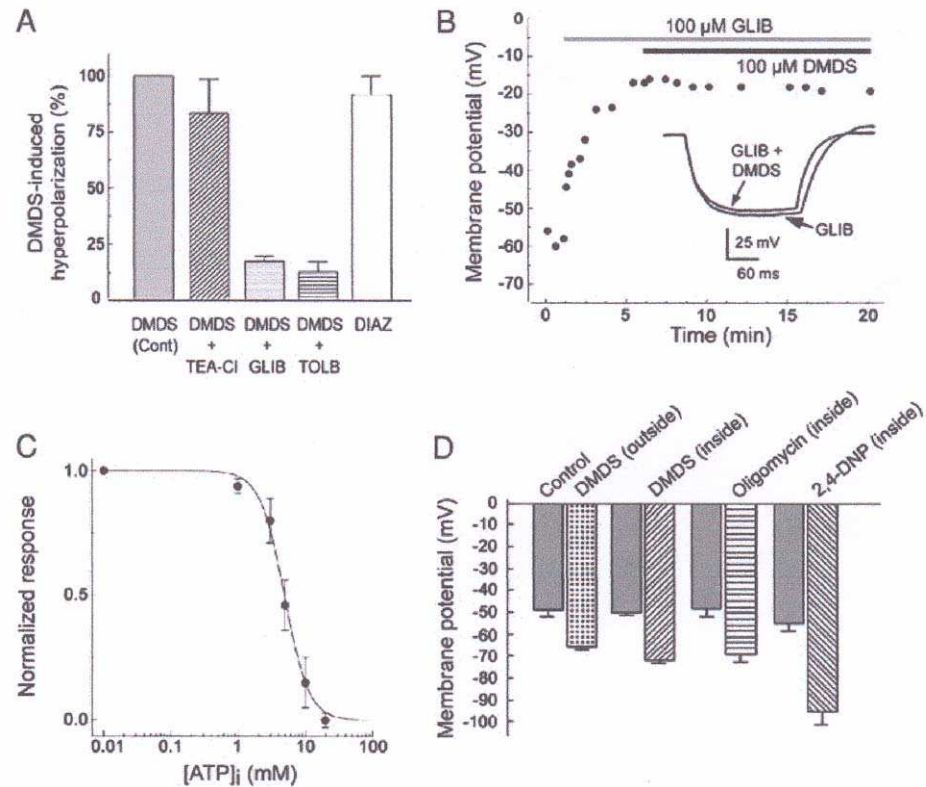 A
DMDS-induced
hyperpolarization (%)
100
75
50
25
0
DMDS
(Cont)
DMDS
+
TEA-Cl
DMDS
+
GLIB
DMDS
+
TOLB
DIAZ
B
Membrane potential (mV)
0
-10
-20
-30
-40
-50
-60
-70
100 µM GLIB
100 µM DMDS
GLIB +
DMDS
GLIB
25 mV
60 ms
0
5
10
15
20
Time (min)
C
Normalized response
1.0
0.5
0.0
0.01
0.1
1
10
100
[ATP]i (mM)
D
Control
DMDS (outside)
DMDS (inside)
Oligomycin (inside)
2,4-DNP (inside)
Membrane potential (mV)
0
-10
-20
-30
-40
-50
-60
-70
-80
-90
-100